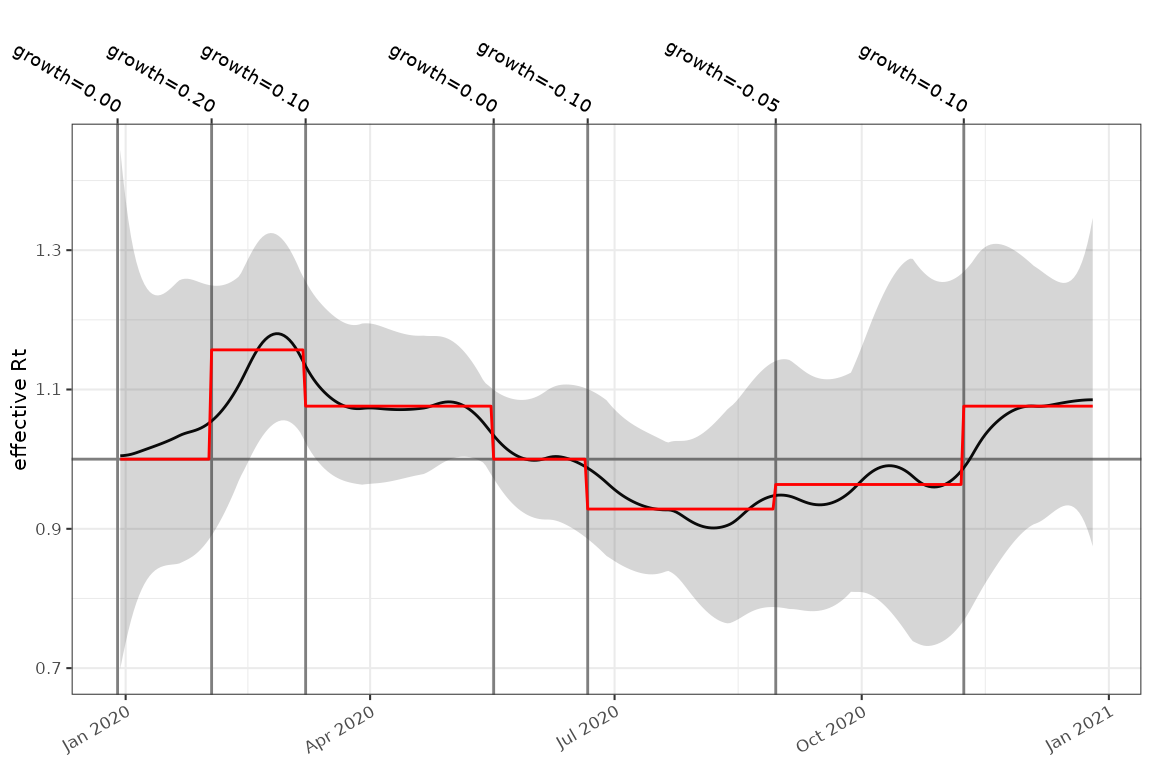 growth=0.00
growth=0.20
growth=0.10
growth=0.00
growth=-0.10
growth=-0.05
growth=0.10
effective Rt
1.3
1.1
0.9
0.7
Jan 2020
Apr 2020
Jul 2020
Oct 2020
Jan 2021